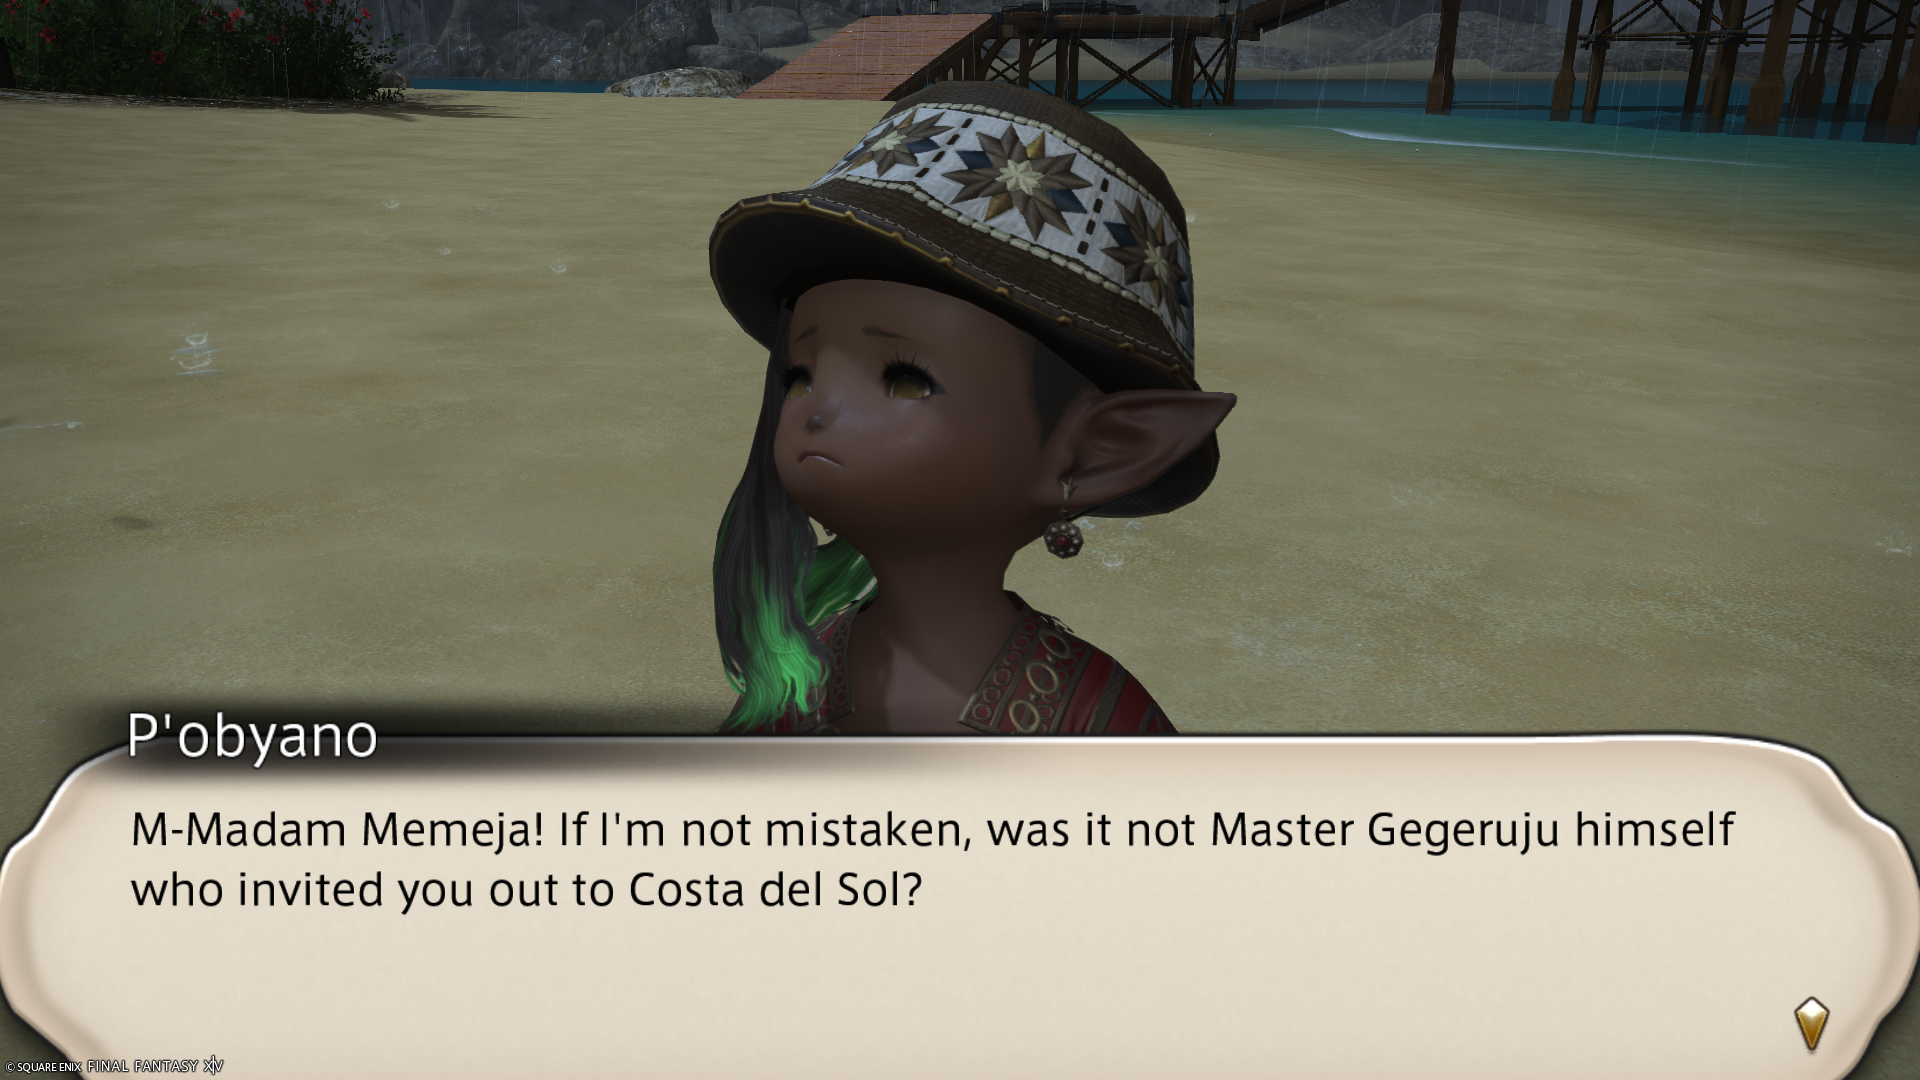 P'obyano
M-Madam Memeja! If I'm not mistaken, was it not Master Gegeruju himself
who invited you out to Costa del Sol?
© SQUARE ENIX FINAL FANTASY XIV